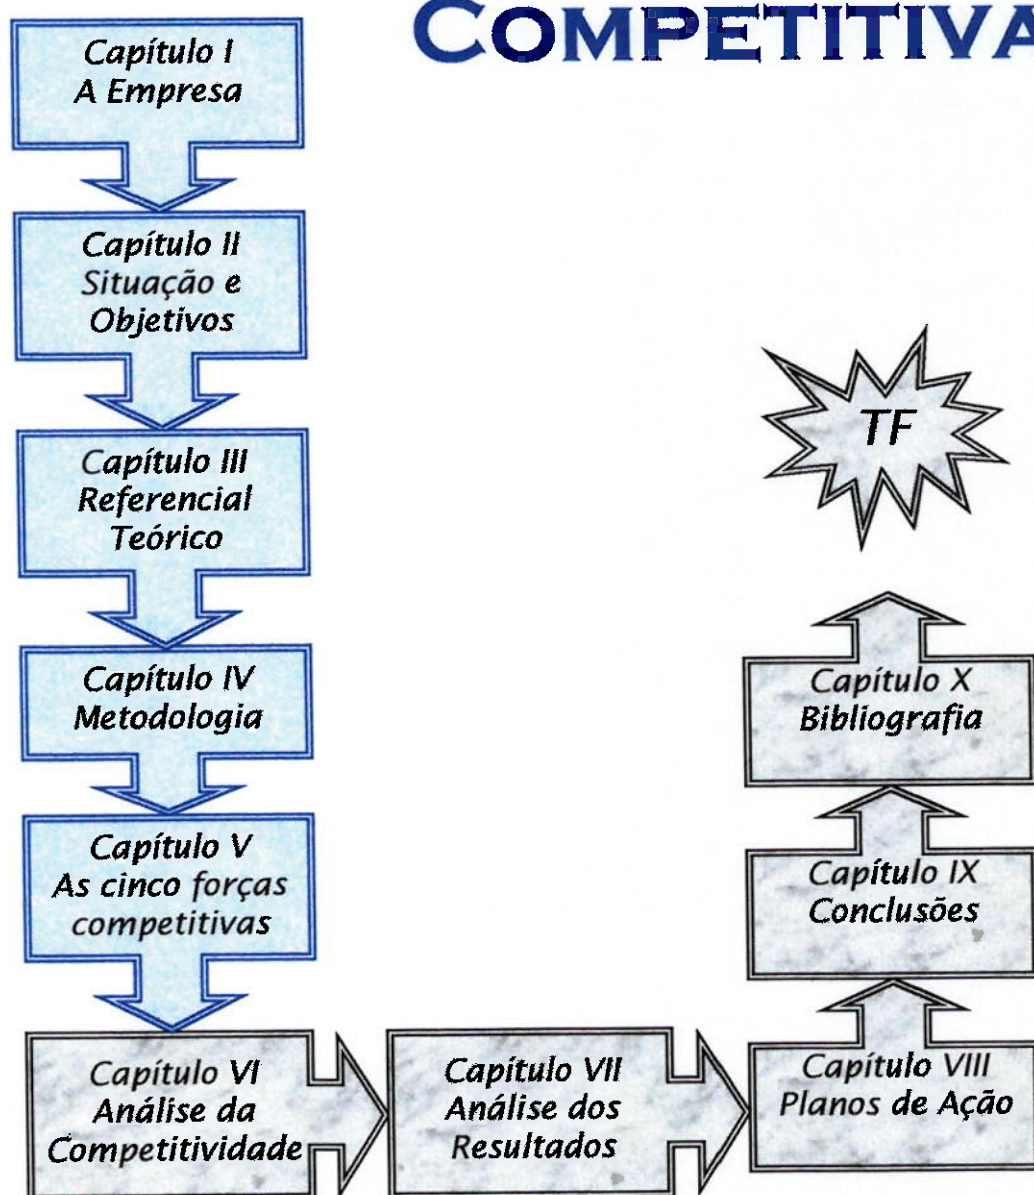 COMPETITIVA
Capítulo I
A Empresa
Capítulo II
Situação e
Objetivos
Capítulo III
Referencial
Teórico
Capítulo IV
Metodologia
Capítulo V
As cinco forças
competitivas
Capítulo VI
Análise da
Competitividade
Capítulo VII
Análise dos
Resultados
Capítulo VIII
Planos de Ação
Capítulo IX
Conclusões
Capítulo X
Bibliografia
TF